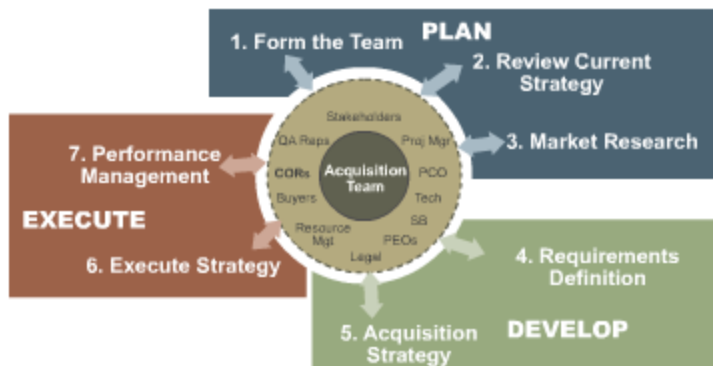 PLAN
1. Form the Team
2. Review Current
Strategy
3. Market Research
4. Requirements
Definition
DEVELOP
5. Acquisition
Strategy
6. Execute Strategy
EXECUTE
7. Performance
Management
Acquisition
Team
Stakeholders
Proj Mgr
PCO
Tech
SB
PEOs
Legal
Resource
Mgt
Buyers
CORs
QA Reps